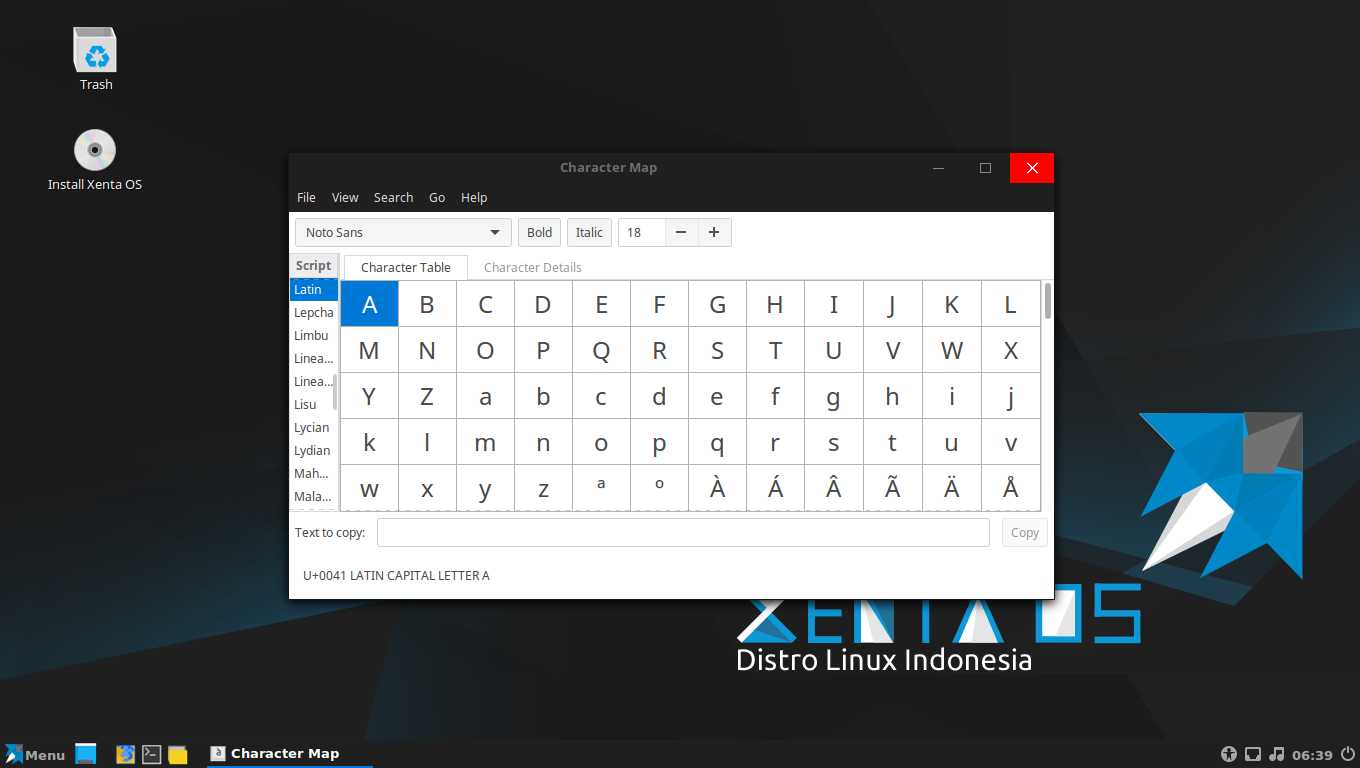 Trash
Install Xenta OS
Character Map
File View Search Go Help
Noto Sans Bold Italic 18
Script Character Table Character Details
Latin
Lepcha
Limbu
Linea...
Linea...
Lisu
Lycian
Lydian
Mah...
Mala...
A B C D E F G H I J K L
M N O P Q R S T U V W X
Y Z a b c d e f g h i j
k l m n o p q r s t u v
w x y z ª º À Á Â Ã Ä Å
Text to copy: Copy
U+0041 LATIN CAPITAL LETTER A
XENTA OS
Distro Linux Indonesia
Menu Character Map 06:39